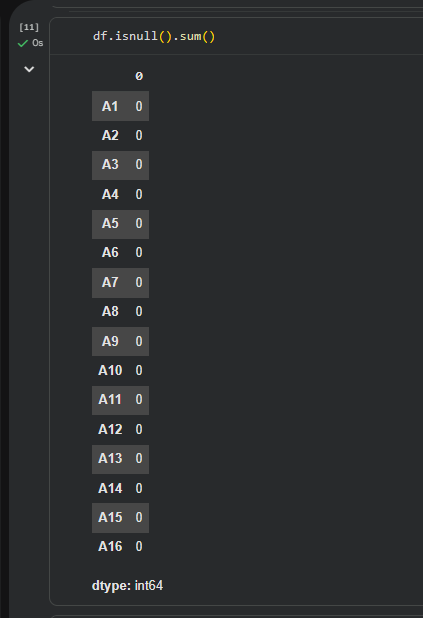 [11]
0s
df.isnull().sum()
0
A1 0
A2 0
A3 0
A4 0
A5 0
A6 0
A7 0
A8 0
A9 0
A10 0
A11 0
A12 0
A13 0
A14 0
A15 0
A16 0
dtype: int64